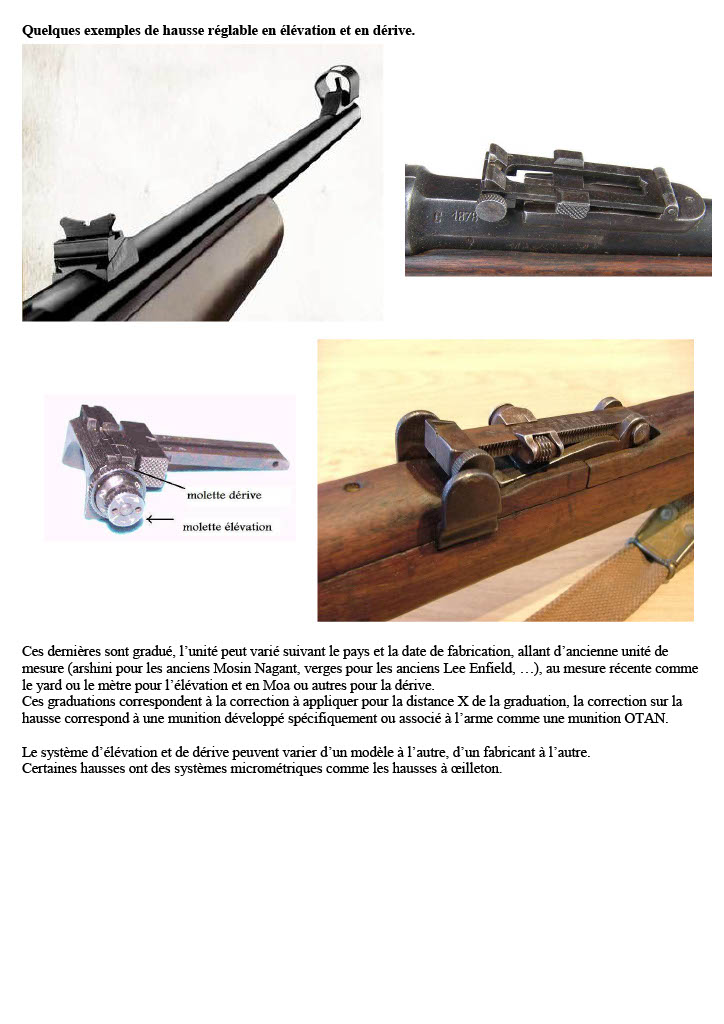 Quelques exemples de hausse réglable en élévation et en dérive.
C 1878
molette dérive
molette élévation
Ces dernières sont gradué, l'unité peut varié suivant le pays et la date de fabrication, allant d'ancienne unité de
mesure (arshini pour les anciens Mosin Nagant, verges pour les anciens Lee Enfield, …), au mesure récente comme
le yard ou le mètre pour l'élévation et en Moa ou autres pour la dérive.
Ces graduations correspondent à la correction à appliquer pour la distance X de la graduation, la correction sur la
hausse correspond à une munition développé spécifiquement ou associé à l'arme comme une munition OTAN.
Le système d'élévation et de dérive peuvent varier d'un modèle à l'autre, d'un fabricant à l'autre.
Certaines hausses ont des systèmes micrométriques comme les hausses à œilleton.